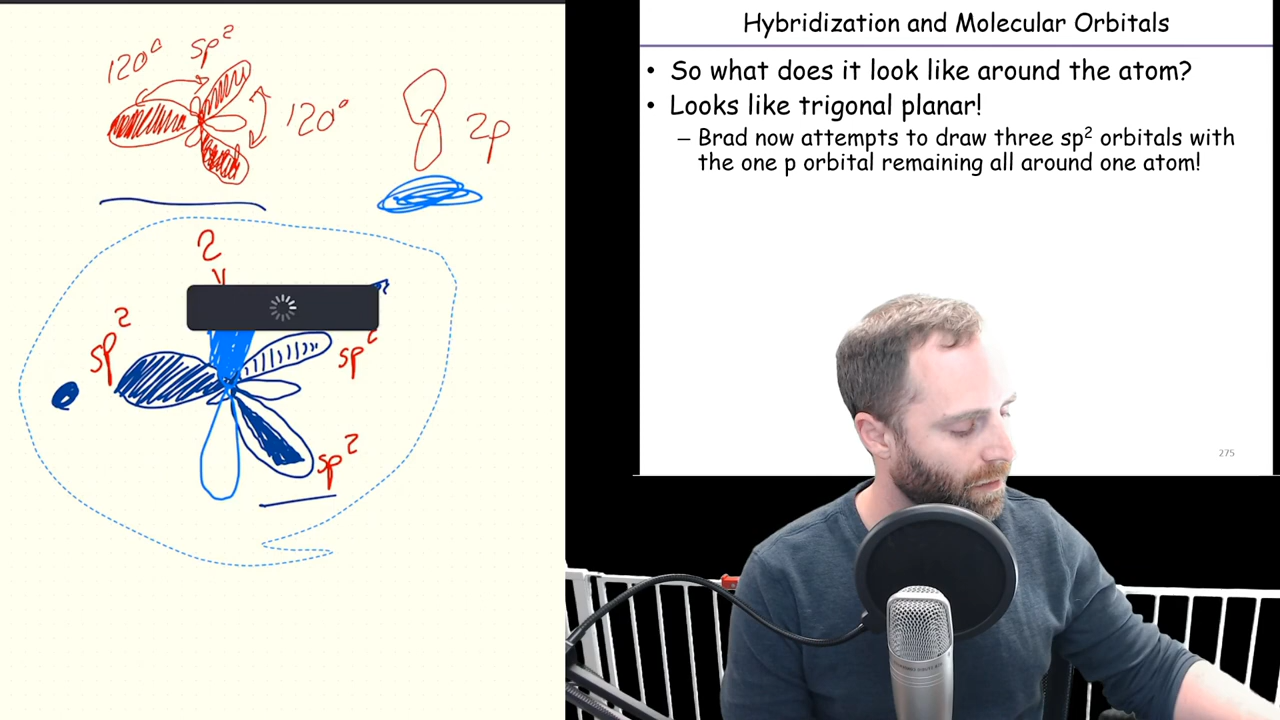 120° sp²
120°
2p
2
sp²
sp²
sp²
Hybridization and Molecular Orbitals
• So what does it look like around the atom?
• Looks like trigonal planar!
– Brad now attempts to draw three sp² orbitals with
the one p orbital remaining all around one atom!
275